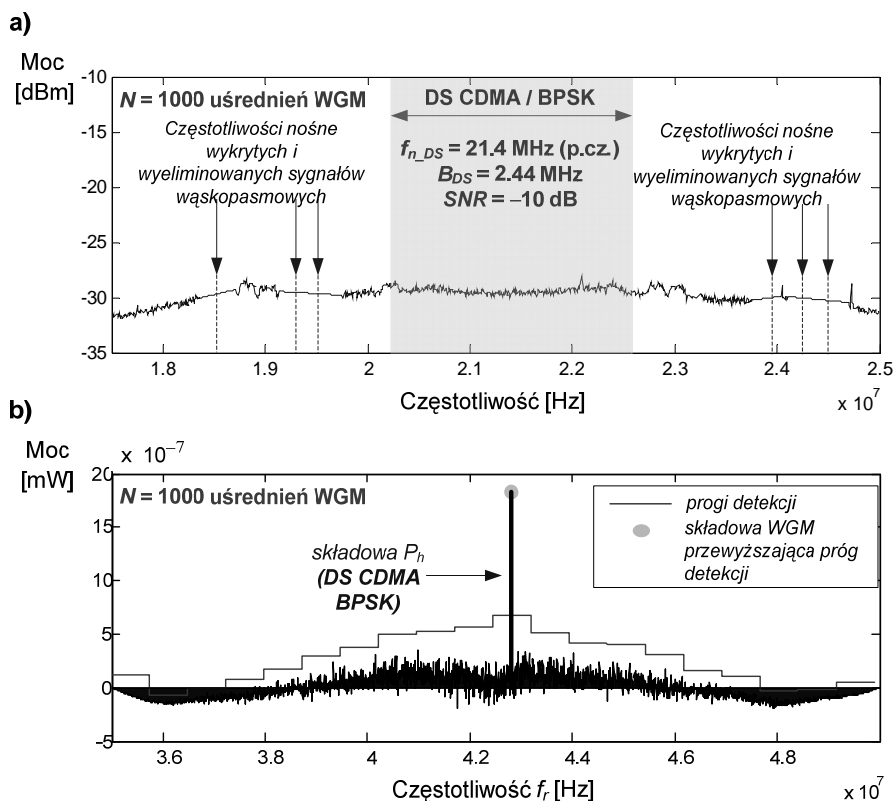 a)
Moc
[dBm]
-10
-15
-20
-25
-30
-35
N = 1000 uśrednień WGM
Częstotliwości nośne
wykrytych i
wyeliminowanych sygnałów
wąskopasmowych
DS CDMA / BPSK
f_{n_DS} = 21.4 MHz (p.cz.)
B_{DS} = 2.44 MHz
SNR = –10 dB
Częstotliwości nośne
wykrytych i
wyeliminowanych sygnałów
wąskopasmowych
1.8 1.9 2 2.1 2.2 2.3 2.4 2.5
Częstotliwość [Hz]
x 10^7
b)
Moc
[mW]
x 10^{–7}
20
15
10
5
0
-5
N = 1000 uśrednień WGM
składowa P_h
(DS CDMA
BPSK)
progi detekcji
składowa WGM
przewyższająca próg
detekcji
3.6 3.8 4 4.2 4.4 4.6 4.8
Częstotliwość f_r [Hz]
x 10^7